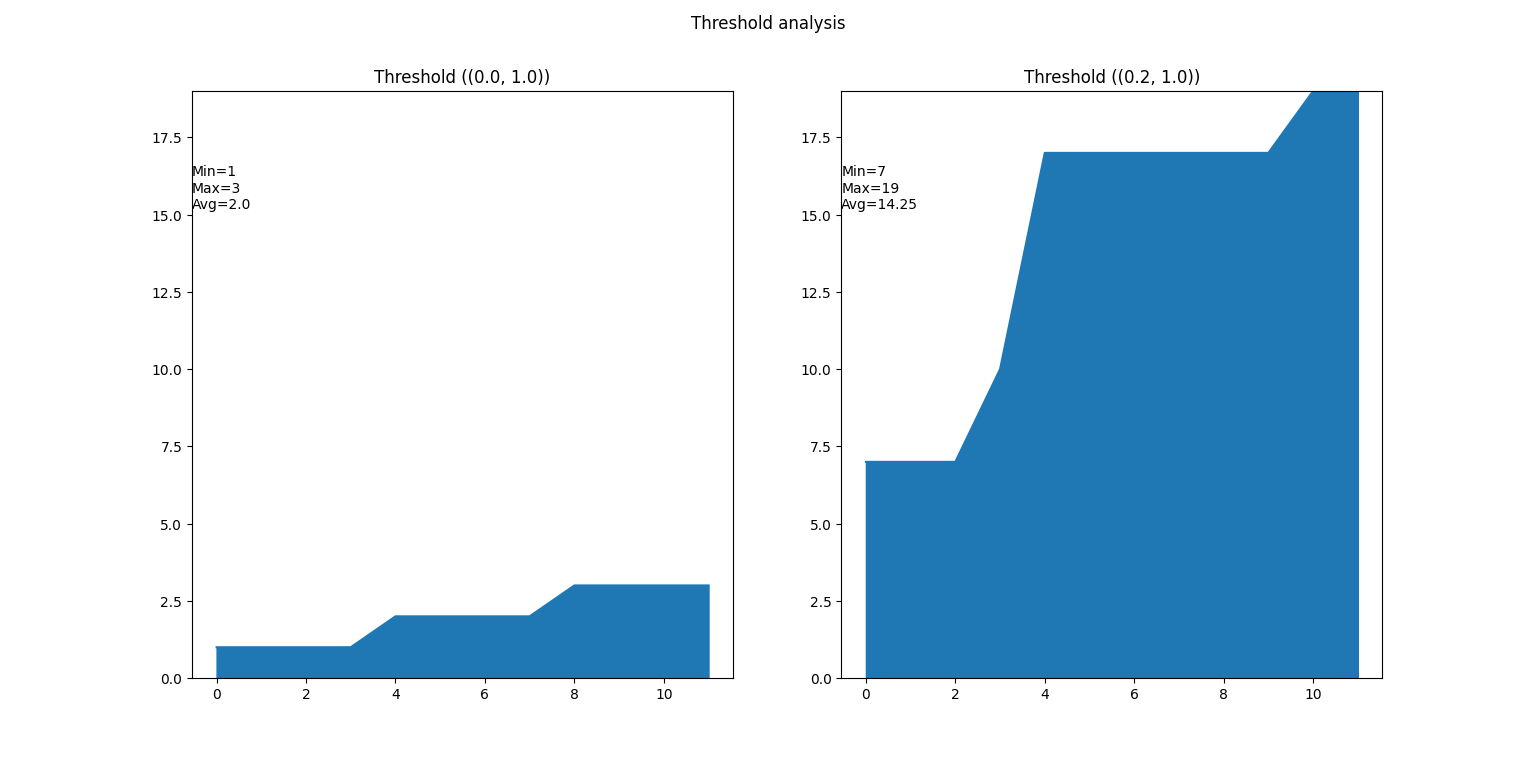 Threshold analysis
Threshold ((0.0, 1.0))
17.5
Min=1
Max=3
Avg=2.0
15.0
12.5
10.0
7.5
5.0
2.5
0.0
0 2 4 6 8 10
Threshold ((0.2, 1.0))
17.5
Min=7
Max=19
Avg=14.25
15.0
12.5
10.0
7.5
5.0
2.5
0.0
0 2 4 6 8 10